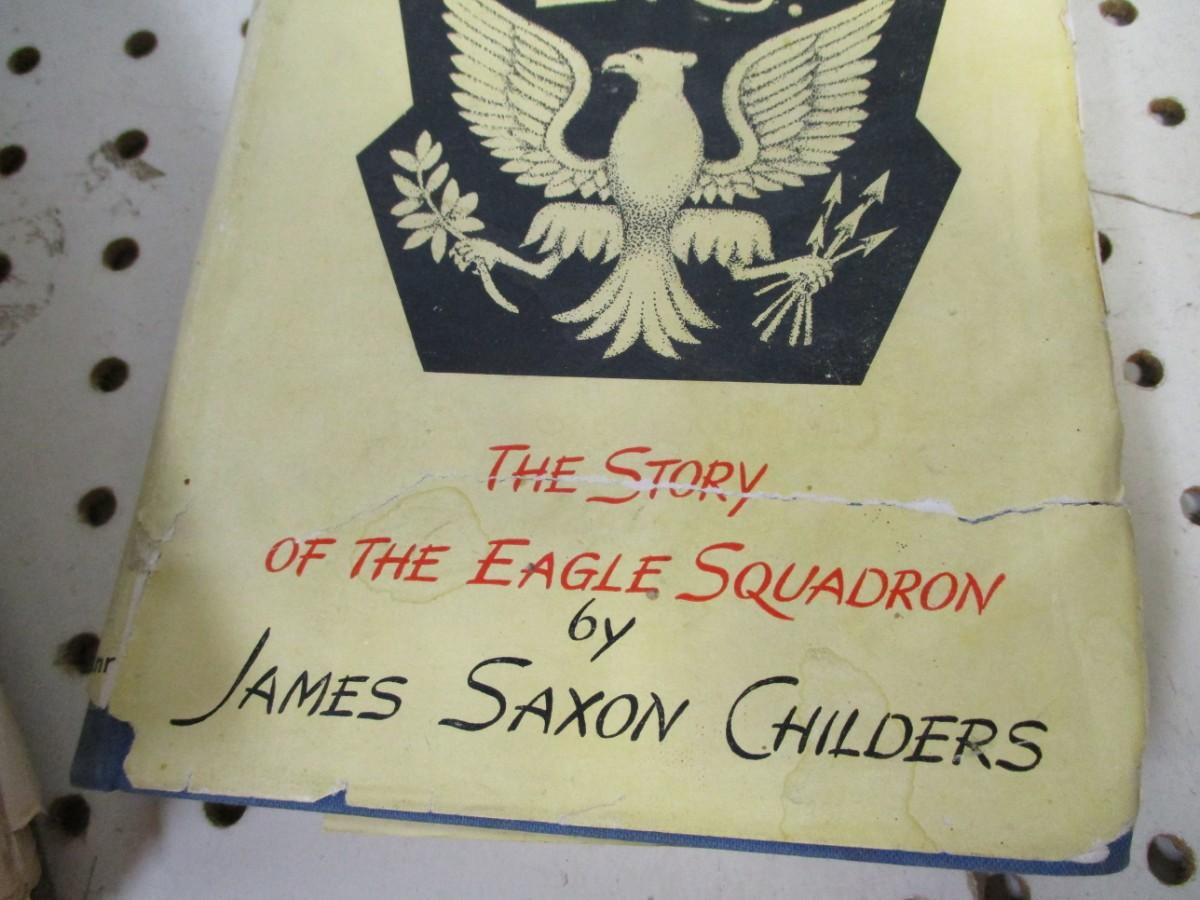 THE STORY
OF THE EAGLE SQUADRON
by
JAMES SAXON CHILDERS